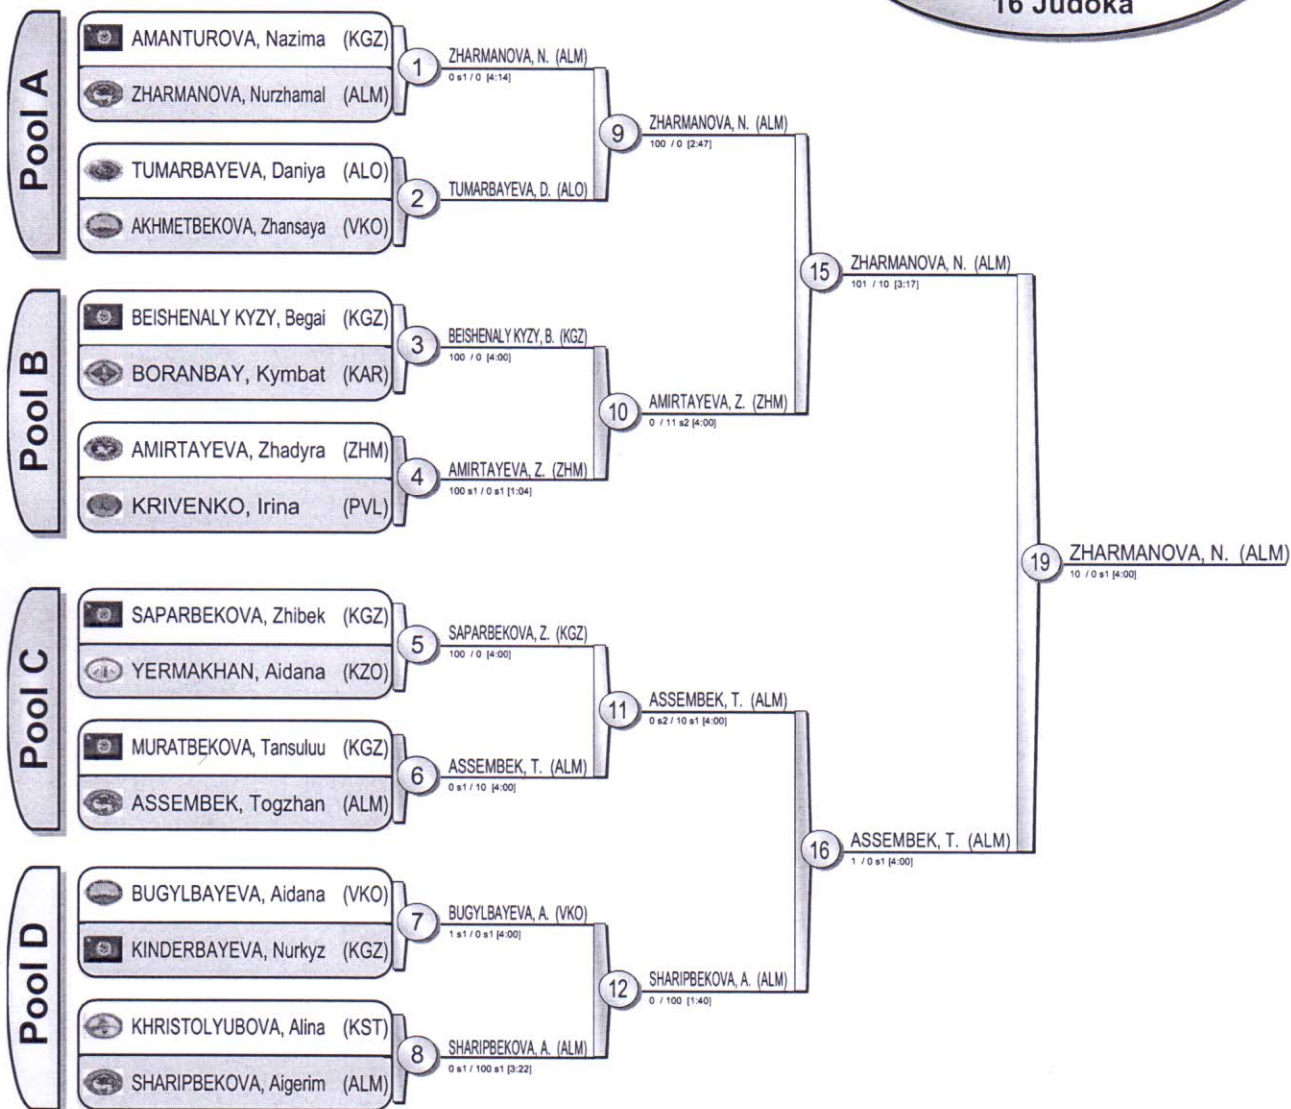 16 Judoka
Pool A
AMANTUROVA, Nazima (KGZ)
ZHARMANOVA, Nurzhamal (ALM)
TUMARBAYEVA, Daniya (ALO)
AKHMETBEKOVA, Zhansaya (VKO)
Pool B
BEISHENALY KYZY, Begai (KGZ)
BORANBAY, Kymbat (KAR)
AMIRTAYEVA, Zhadyra (ZHM)
KRIVENKO, Irina (PVL)
Pool C
SAPARBEKOVA, Zhibek (KGZ)
YERMAKHAN, Aidana (KZO)
MURATBEKOVA, Tansuluu (KGZ)
ASSEMBEK, Togzhan (ALM)
Pool D
BUGYLBAYEVA, Aidana (VKO)
KINDERBAYEVA, Nurkyz (KGZ)
KHRISTOLYUBOVA, Alina (KST)
SHARIPBEKOVA, Aigerim (ALM)
1 ZHARMANOVA, N. (ALM)
0 s1 / 0 [4:14]
2 TUMARBAYEVA, D. (ALO)
3 BEISHENALY KYZY, B. (KGZ)
100 / 0 [4:00]
4 AMIRTAYEVA, Z. (ZHM)
100 s1 / 0 s1 [1:04]
5 SAPARBEKOVA, Z. (KGZ)
100 / 0 [4:00]
6 ASSEMBEK, T. (ALM)
0 s1 / 10 [4:00]
7 BUGYLBAYEVA, A. (VKO)
1 s1 / 0 s1 [4:00]
8 SHARIPBEKOVA, A. (ALM)
0 s1 / 100 s1 [3:22]
9 ZHARMANOVA, N. (ALM)
100 / 0 [2:47]
10 AMIRTAYEVA, Z. (ZHM)
0 / 11 s2 [4:00]
11 ASSEMBEK, T. (ALM)
0 s2 / 10 s1 [4:00]
12 SHARIPBEKOVA, A. (ALM)
0 / 100 [1:40]
15 ZHARMANOVA, N. (ALM)
101 / 10 [3:17]
16 ASSEMBEK, T. (ALM)
1 / 0 s1 [4:00]
19 ZHARMANOVA, N. (ALM)
10 / 0 s1 [4:00]